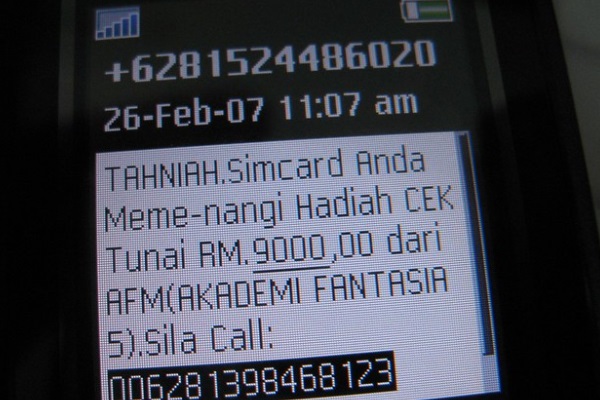 +6281524486020
26-Feb-07 11:07 am
TAHNIAH.Simcard Anda
Meme-nangi Hadiah CEK
Tunai RM.9000,00 dari
AFM(AKADEMI FANTASIA
5).Sila Call:
006281398468123